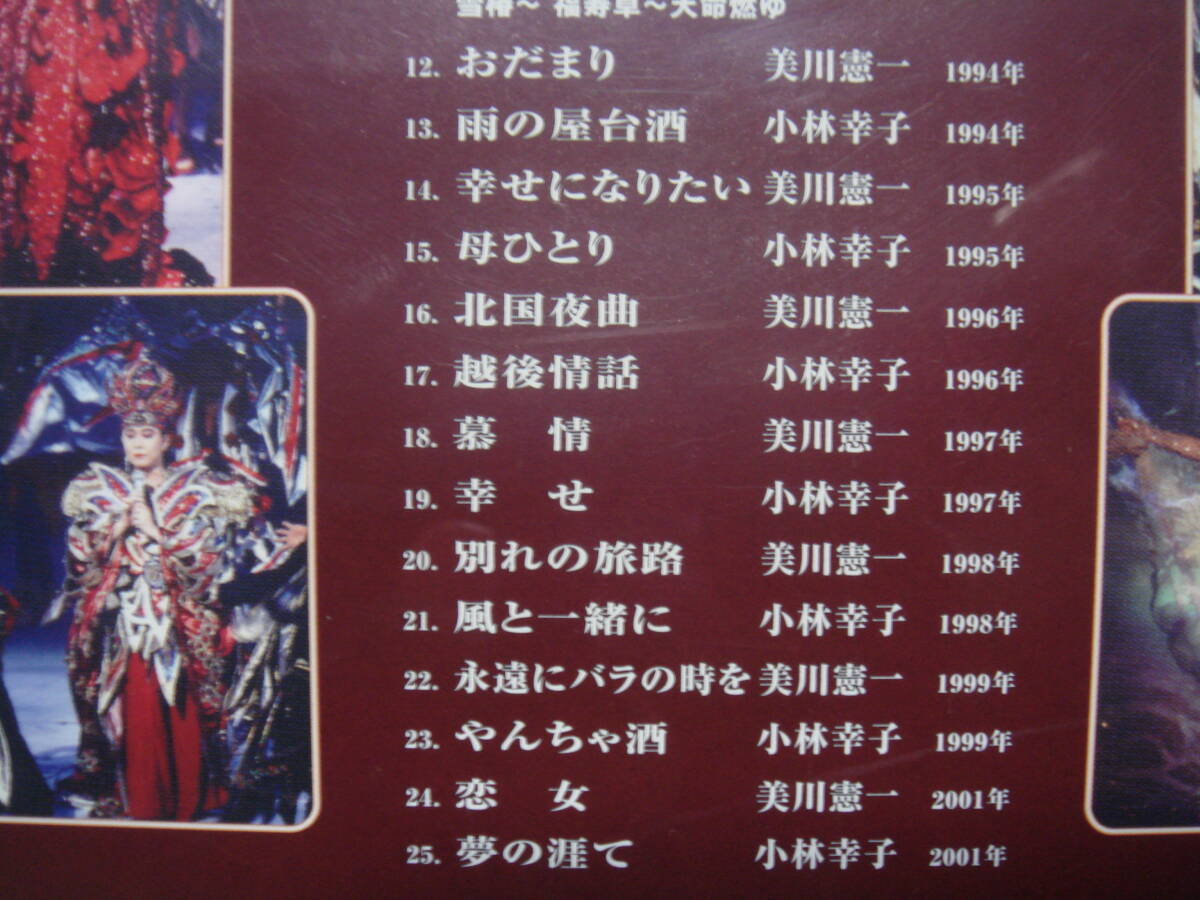 雪椿～ 福寿草～天命燃ゆ
12. おだまり 美川憲一 1994年
13. 雨の屋台酒 小林幸子 1994年
14. 幸せになりたい 美川憲一 1995年
15. 母ひとり 小林幸子 1995年
16. 北国夜曲 美川憲一 1996年
17. 越後情話 小林幸子 1996年
18. 慕 情 美川憲一 1997年
19. 幸 せ 小林幸子 1997年
20. 別れの旅路 美川憲一 1998年
21. 風と一緒に 小林幸子 1998年
22. 永遠にバラの時を 美川憲一 1999年
23. やんちゃ酒 小林幸子 1999年
24. 恋 女 美川憲一 2001年
25. 夢の涯て 小林幸子 2001年